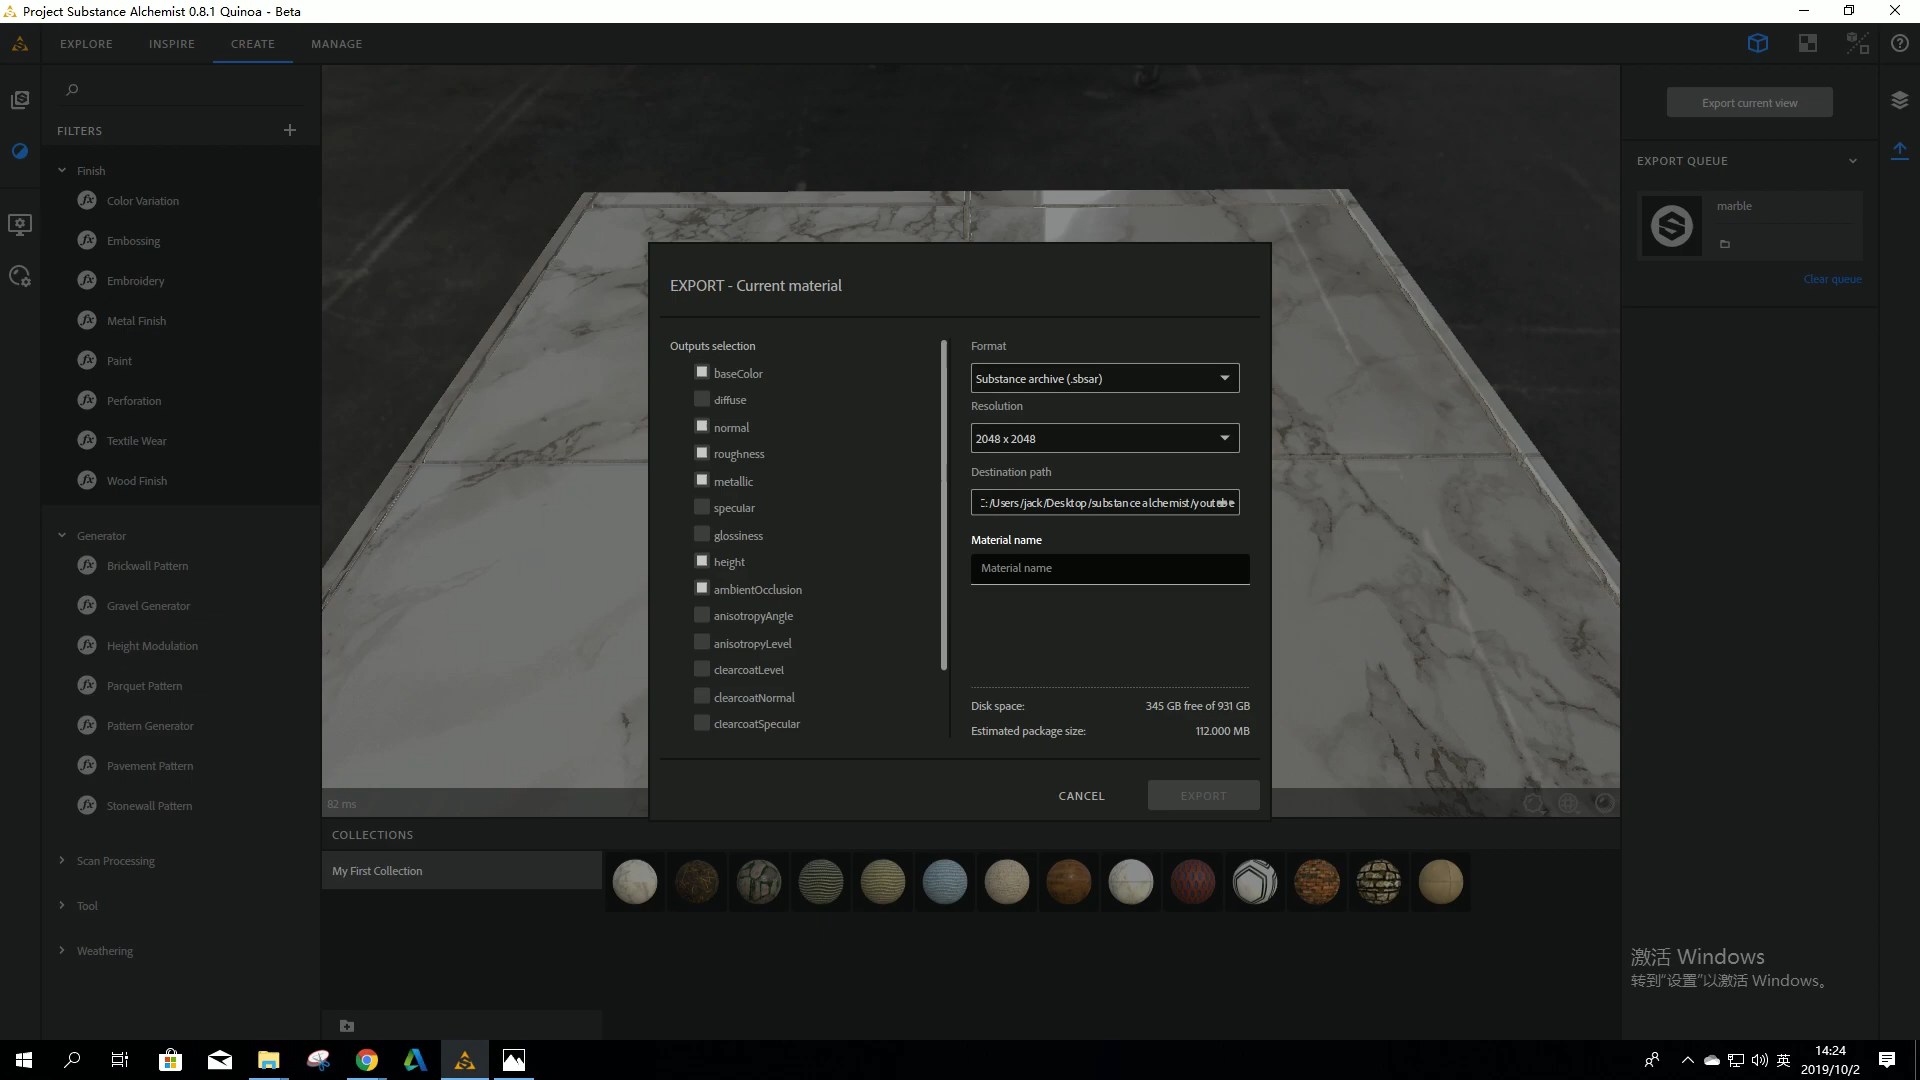 Project Substance Alchemist 0.8.1 Quinoa - Beta
EXPLORE
INSPIRE
CREATE
MANAGE
FILTERS
Finish
Color Variation
Embossing
Embroidery
Metal Finish
Paint
Perforation
Textile Wear
Wood Finish
Generator
Brickwall Pattern
Gravel Generator
Height Modulation
Parquet Pattern
Pattern Generator
Pavement Pattern
Stonewall Pattern
Scan Processing
Tool
Weathering
EXPORT - Current material
Outputs selection
baseColor
diffuse
normal
roughness
metallic
specular
glossiness
height
ambientOcclusion
anisotropyAngle
anisotropyLevel
clearcoatLevel
clearcoatNormal
clearcoatSpecular
Format
Substance archive (.sbsar)
Resolution
2048 x 2048
Destination path
:/Users/jack/Desktop/substancealchemist/youtube
Material name
Material name
Disk space:
345 GB free of 931 GB
Estimated package size:
112.000 MB
CANCEL
EXPORT
82 ms
COLLECTIONS
My First Collection
Export current view
EXPORT QUEUE
marble
Clear queue
激活 Windows
转到“设置”以激活 Windows。
英
14:24
2019/10/2